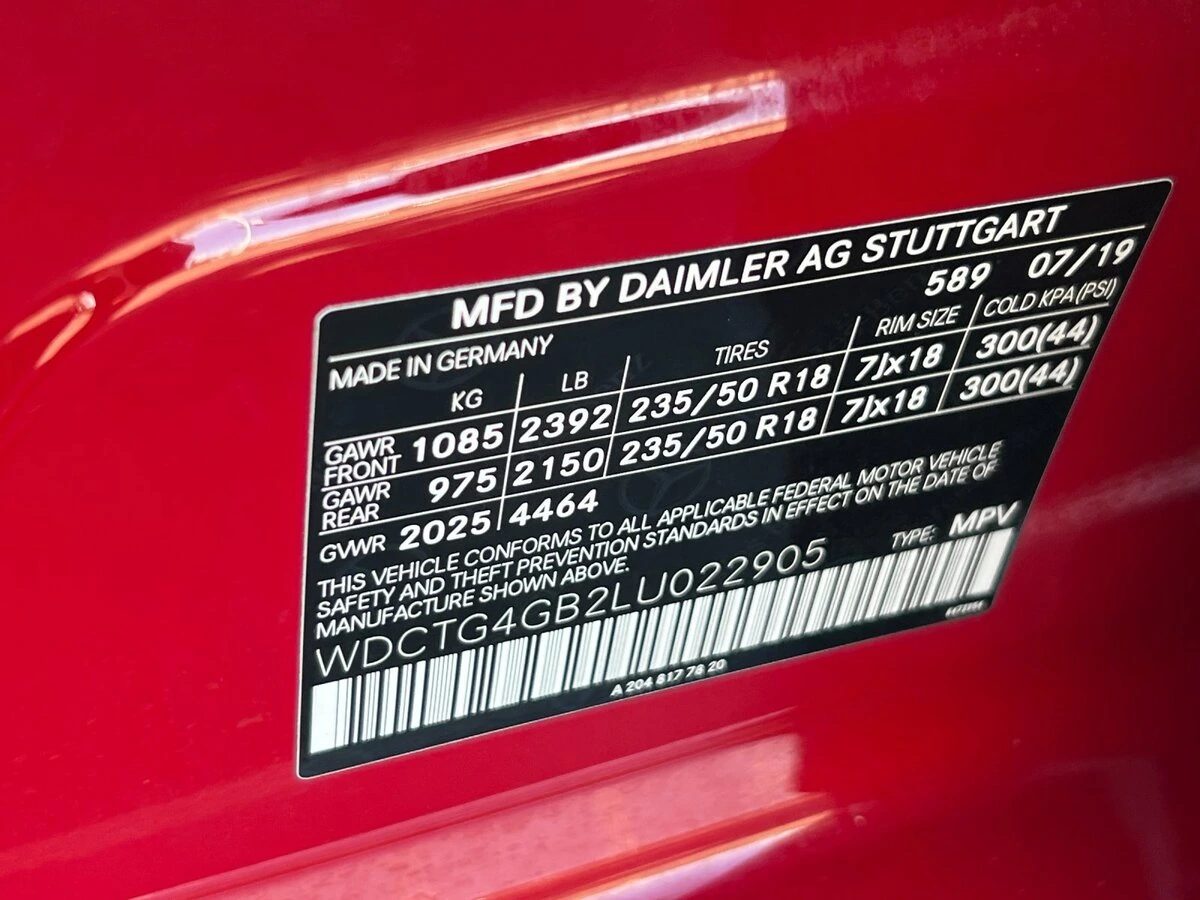 MFD BY DAIMLER AG STUTTGART
MADE IN GERMANY 589 07/19
KG LB TIRES RIM SIZE COLD KPA (PSI)
GAWR FRONT 1085 2392 235/50 R18 7Jx18 300(44)
GAWR REAR 975 2150 235/50 R18 7Jx18 300(44)
GVWR 2025 4464
THIS VEHICLE CONFORMS TO ALL APPLICABLE FEDERAL MOTOR VEHICLE
SAFETY AND THEFT PREVENTION STANDARDS IN EFFECT ON THE DATE OF
MANUFACTURE SHOWN ABOVE.
WDCTG4GB2LU022905 TYPE: MPV
A 204 817 78 20